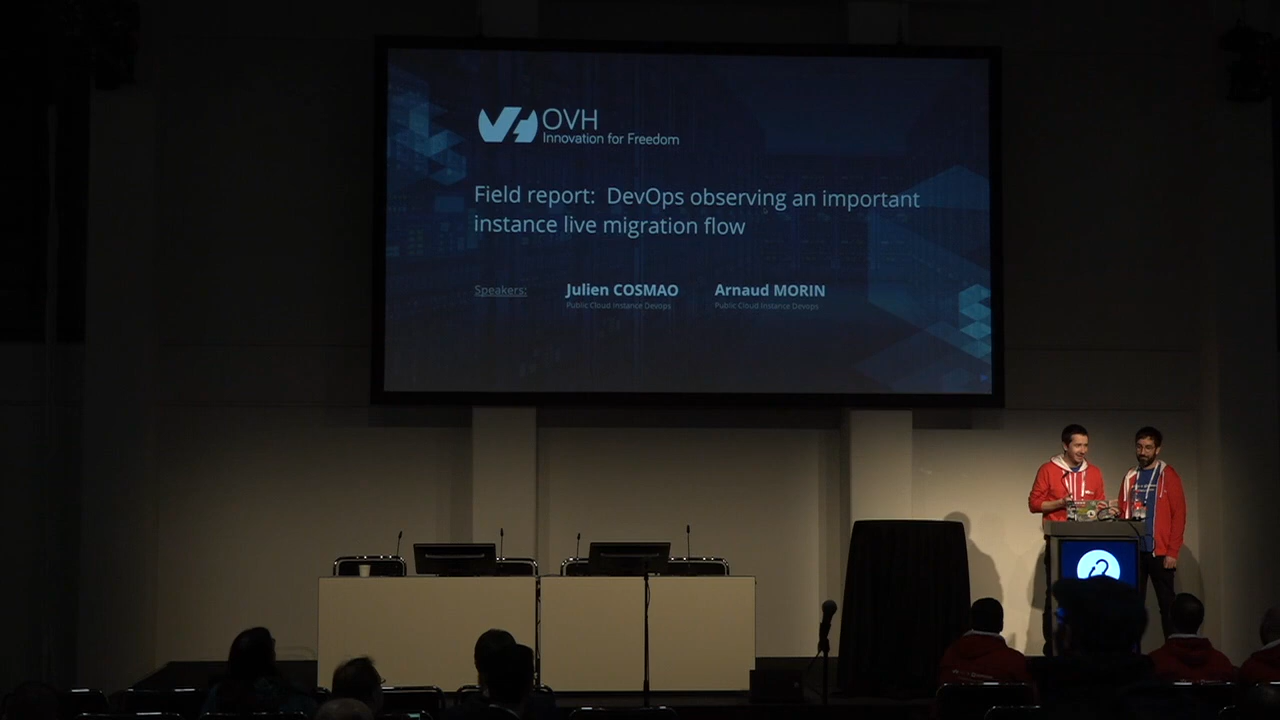 OVH
Innovation for Freedom
Field report: DevOps observing an important
instance live migration flow
Speakers: Julien COSMAO Arnaud MORIN
Public Cloud Instance Devops Public Cloud Instance Devops